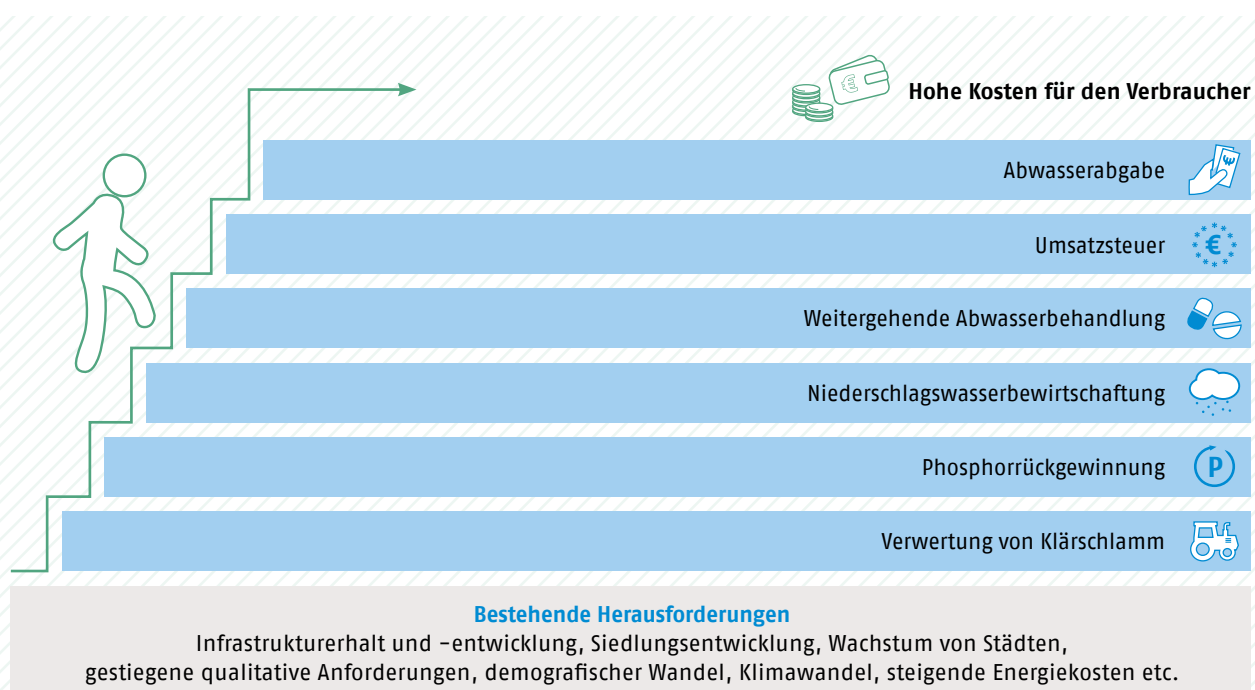 Hohe Kosten für den Verbraucher
Abwasserabgabe
Umsatzsteuer
€
Weitergehende Abwasserbehandlung
Niederschlagswasserbewirtschaftung
Phosphorrückgewinnung
P
Verwertung von Klärschlamm
Bestehende Herausforderungen
Infrastrukturerhalt und -entwicklung, Siedlungsentwicklung, Wachstum von Städten,
gestiegene qualitative Anforderungen, demografischer Wandel, Klimawandel, steigende Energiekosten etc.